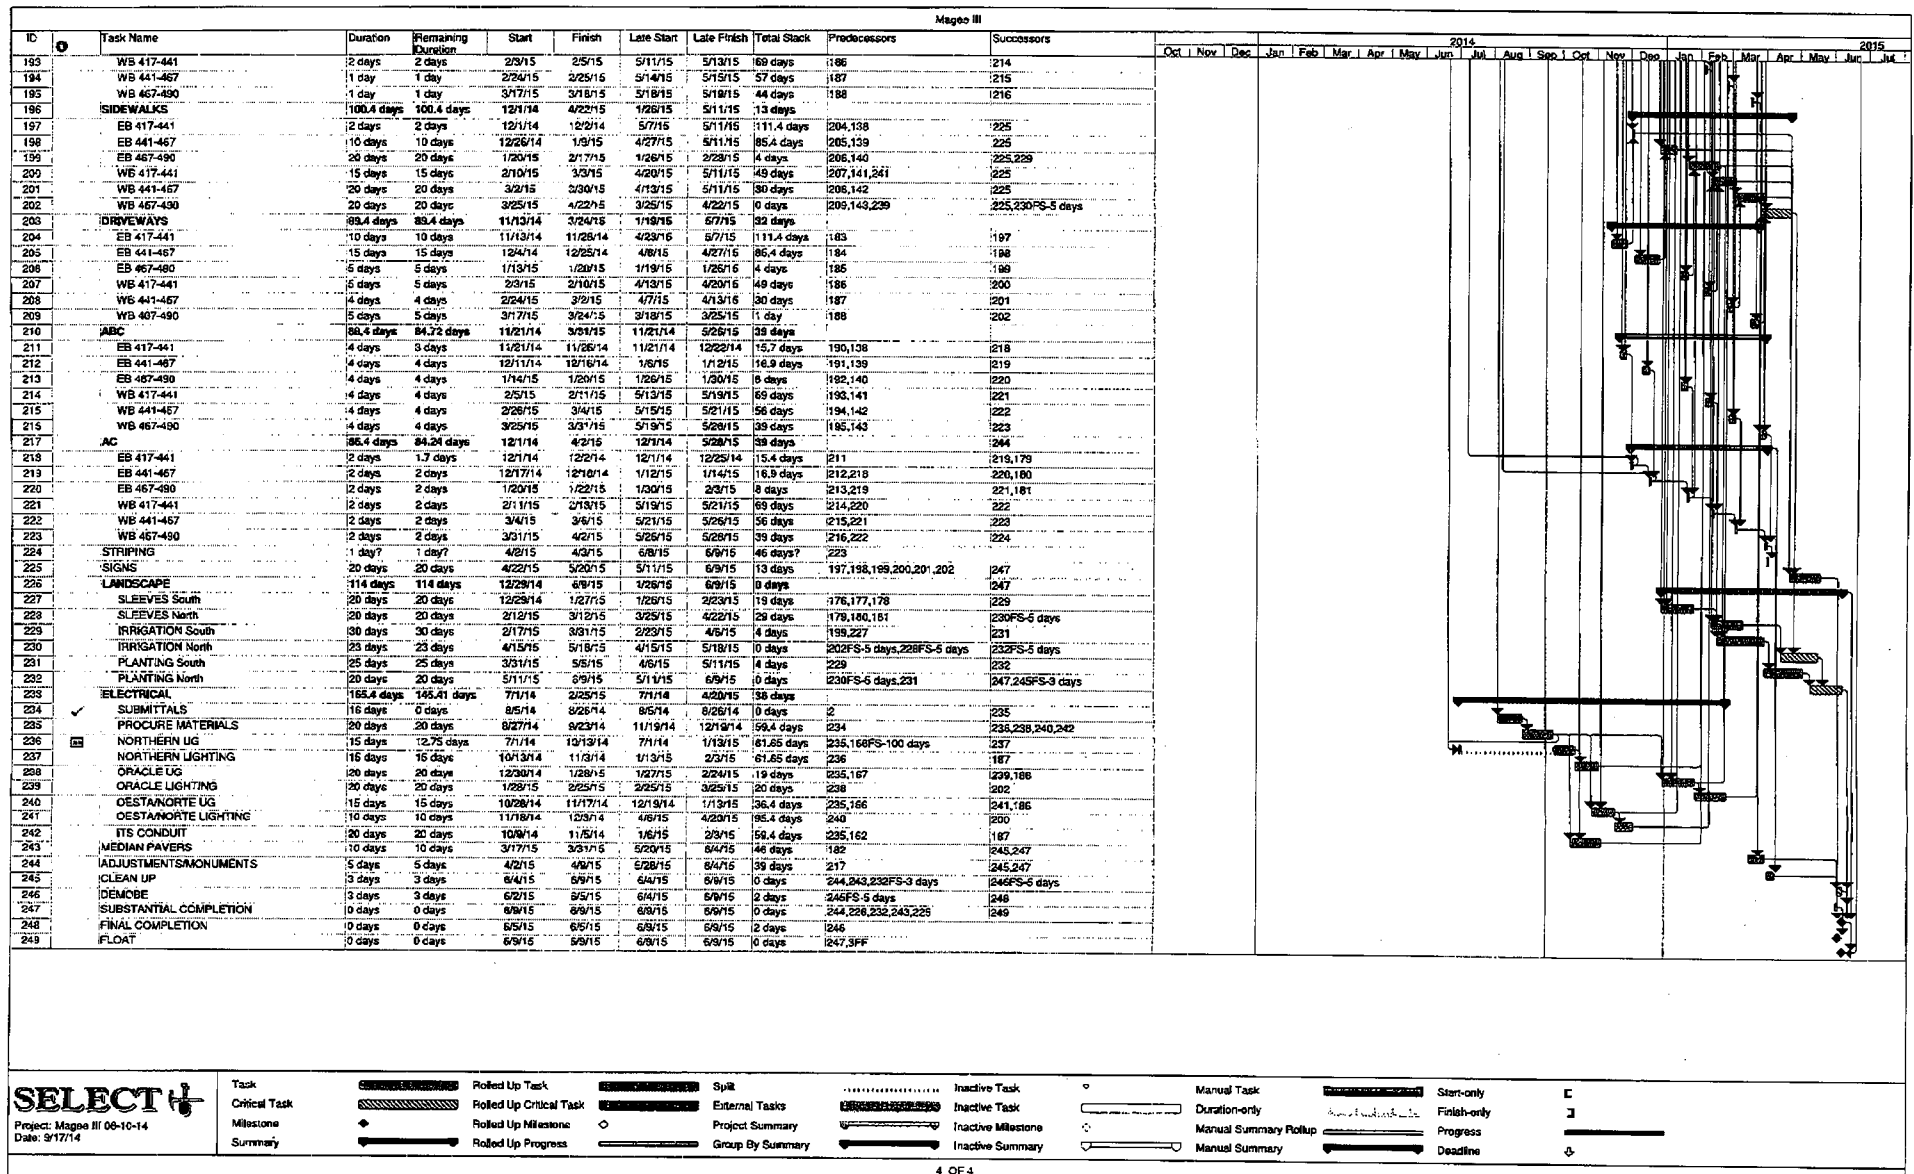 Magee III
ID Task Name Duration Remaining Duration Start Finish Late Start Late Finish Total Slack Predecessors Successors
2014 2015
Oct Nov Dec Jan Feb Mar Apr May Jun Jul Aug Sep Oct Nov Dec Jan Feb Mar Apr May Jun Jul
193 WB 417-441 2 days 2 days 2/3/15 2/5/15 5/11/15 5/13/15 69 days 186 214
194 WB 441-467 1 day 1 day 2/24/15 2/25/15 5/14/15 5/15/15 57 days 187 215
195 WB 467-490 1 day 1 day 3/17/15 3/18/15 5/18/15 5/19/15 44 days 188 216
196 SIDEWALKS 100.4 days 100.4 days 12/1/14 4/22/15 1/26/15 5/11/15 13 days
197 EB 417-441 2 days 2 days 12/1/14 12/2/14 5/7/15 5/11/15 111.4 days 204,138 225
198 EB 441-467 10 days 10 days 12/26/14 1/9/15 4/27/15 5/11/15 85.4 days 205,139 225
199 EB 467-490 20 days 20 days 1/20/15 2/17/15 1/26/15 2/23/15 4 days 206,140 225,229
200 WB 417-441 15 days 15 days 2/10/15 3/3/15 4/20/15 5/11/15 49 days 207,141,241 225
201 WB 441-467 20 days 20 days 3/2/15 3/30/15 4/13/15 5/11/15 30 days 208,142 225
202 WB 467-490 20 days 20 days 3/25/15 4/22/15 3/25/15 4/22/15 0 days 209,143,239 225,230FS-5 days
203 DRIVEWAYS 89.4 days 89.4 days 11/13/14 3/24/15 1/19/15 5/7/15 32 days
204 EB 417-441 10 days 10 days 11/13/14 11/28/14 4/23/15 5/7/15 111.4 days 183 197
205 EB 441-467 15 days 15 days 12/4/14 12/25/14 4/6/15 4/27/15 85.4 days 184 198
206 EB 467-490 5 days 5 days 1/13/15 1/20/15 1/19/15 1/26/15 4 days 185 199
207 WB 417-441 5 days 5 days 2/3/15 2/10/15 4/13/15 4/20/15 49 days 186 200
208 WB 441-467 4 days 4 days 2/24/15 3/2/15 4/7/15 4/13/15 30 days 187 201
209 WB 467-490 5 days 5 days 3/17/15 3/24/15 3/18/15 3/25/15 1 day 188 202
210 ABC 88.4 days 84.72 days 11/21/14 3/31/15 11/21/14 5/26/15 39 days
211 EB 417-441 4 days 3 days 11/21/14 11/26/14 11/21/14 12/22/14 15.7 days 190,138 218
212 EB 441-467 4 days 4 days 12/11/14 12/16/14 1/6/15 1/12/15 16.9 days 191,139 219
213 EB 467-490 4 days 4 days 1/14/15 1/20/15 1/26/15 1/30/15 8 days 192,140 220
214 WB 417-441 4 days 4 days 2/5/15 2/11/15 5/13/15 5/19/15 69 days 193,141 221
215 WB 441-467 4 days 4 days 2/26/15 3/4/15 5/15/15 5/21/15 56 days 194,142 222
216 WB 467-490 4 days 4 days 3/25/15 3/31/15 5/19/15 5/26/15 39 days 195,143 223
217 AC 86.4 days 84.24 days 12/1/14 4/2/15 12/1/14 5/28/15 39 days 244
218 EB 417-441 2 days 1.7 days 12/1/14 12/2/14 12/1/14 12/25/14 15.4 days 211 219,179
219 EB 441-467 2 days 2 days 12/17/14 12/18/14 1/12/15 1/14/15 16.9 days 212,218 220,180
220 EB 467-490 2 days 2 days 1/20/15 1/22/15 1/30/15 2/3/15 8 days 213,219 221,181
221 WB 417-441 2 days 2 days 2/11/15 2/13/15 5/19/15 5/21/15 69 days 214,220 222
222 WB 441-467 2 days 2 days 3/4/15 3/6/15 5/21/15 5/26/15 56 days 215,221 223
223 WB 467-490 2 days 2 days 3/31/15 4/2/15 5/26/15 5/28/15 39 days 216,222 224
224 STRIPING 1 day? 1 day? 4/2/15 4/3/15 6/8/15 6/9/15 46 days? 223
225 SIGNS 20 days 20 days 4/22/15 5/20/15 5/11/15 6/9/15 13 days 197,198,199,200,201,202 247
226 LANDSCAPE 114 days 114 days 12/29/14 6/9/15 1/26/15 6/9/15 0 days 247
227 SLEEVES South 20 days 20 days 12/29/14 1/27/15 1/26/15 2/23/15 19 days 176,177,178 229
228 SLEEVES North 20 days 20 days 2/12/15 3/12/15 3/25/15 4/22/15 29 days 179,180,181 230FS-5 days
229 IRRIGATION South 30 days 30 days 2/17/15 3/31/15 2/23/15 4/6/15 4 days 199,227 231
230 IRRIGATION North 23 days 23 days 4/15/15 5/18/15 4/15/15 5/18/15 0 days 202FS-5 days,228FS-5 days 232FS-5 days
231 PLANTING South 25 days 25 days 3/31/15 5/5/15 4/6/15 5/11/15 4 days 229 232
232 PLANTING North 20 days 20 days 5/11/15 6/9/15 5/11/15 6/9/15 0 days 230FS-5 days,231 247,245FS-3 days
233 ELECTRICAL 165.4 days 145.41 days 7/1/14 2/25/15 7/1/14 4/20/15 38 days
234 SUBMITTALS 16 days 0 days 8/5/14 8/26/14 8/5/14 8/26/14 0 days 2 235
235 PROCURE MATERIALS 20 days 20 days 8/27/14 9/23/14 11/19/14 12/19/14 59.4 days 234 236,238,240,242
236 NORTHERN UG 15 days 12.75 days 7/1/14 10/13/14 7/1/14 1/13/15 61.65 days 235,168FS-100 days 237
237 NORTHERN LIGHTING 15 days 15 days 10/13/14 11/3/14 1/13/15 2/3/15 61.65 days 236 187
238 ORACLE UG 20 days 20 days 12/30/14 1/28/15 1/27/15 2/24/15 19 days 235,167 239,186
239 ORACLE LIGHTING 20 days 20 days 1/28/15 2/25/15 2/25/15 3/25/15 20 days 238 202
240 OESTA/NORTE UG 15 days 15 days 10/28/14 11/17/14 12/19/14 1/13/15 36.4 days 235,166 241,186
241 OESTA/NORTE LIGHTING 10 days 10 days 11/18/14 12/3/14 4/6/15 4/20/15 95.4 days 240 200
242 ITS CONDUIT 20 days 20 days 10/9/14 11/5/14 1/6/15 2/3/15 59.4 days 235,162 187
243 MEDIAN PAVERS 10 days 10 days 3/17/15 3/31/15 5/20/15 6/4/15 46 days 182 245,247
244 ADJUSTMENTS/MONUMENTS 5 days 5 days 4/2/15 4/9/15 5/28/15 6/4/15 39 days 217 245,247
245 CLEAN UP 3 days 3 days 6/4/15 6/9/15 6/4/15 6/9/15 0 days 244,243,232FS-3 days 246FS-5 days
246 DEMOBE 3 days 3 days 6/2/15 6/5/15 6/4/15 6/9/15 2 days 245FS-5 days 248
247 SUBSTANTIAL COMPLETION 0 days 0 days 6/9/15 6/9/15 6/9/15 6/9/15 0 days 244,226,232,243,225 249
248 FINAL COMPLETION 0 days 0 days 6/5/15 6/5/15 6/9/15 6/9/15 2 days 246
249 FLOAT 0 days 0 days 6/9/15 6/9/15 6/9/15 6/9/15 0 days 247,3FF
SELECT
Project: Magee III 06-10-14
Date: 9/17/14
Task Rolled Up Task Split Inactive Task Manual Task Start-only
Critical Task Rolled Up Critical Task External Tasks Inactive Task Duration-only Finish-only
Milestone Rolled Up Milestone Project Summary Inactive Milestone Manual Summary Rollup Progress
Summary Rolled Up Progress Group By Summary Inactive Summary Manual Summary Deadline
4 OF 4